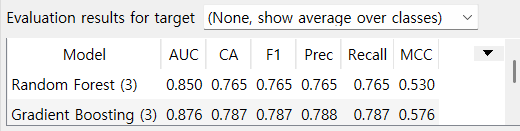 Evaluation results for target (None, show average over classes)
Model AUC CA F1 Prec Recall MCC
Random Forest (3) 0.850 0.765 0.765 0.765 0.765 0.530
Gradient Boosting (3) 0.876 0.787 0.787 0.788 0.787 0.576